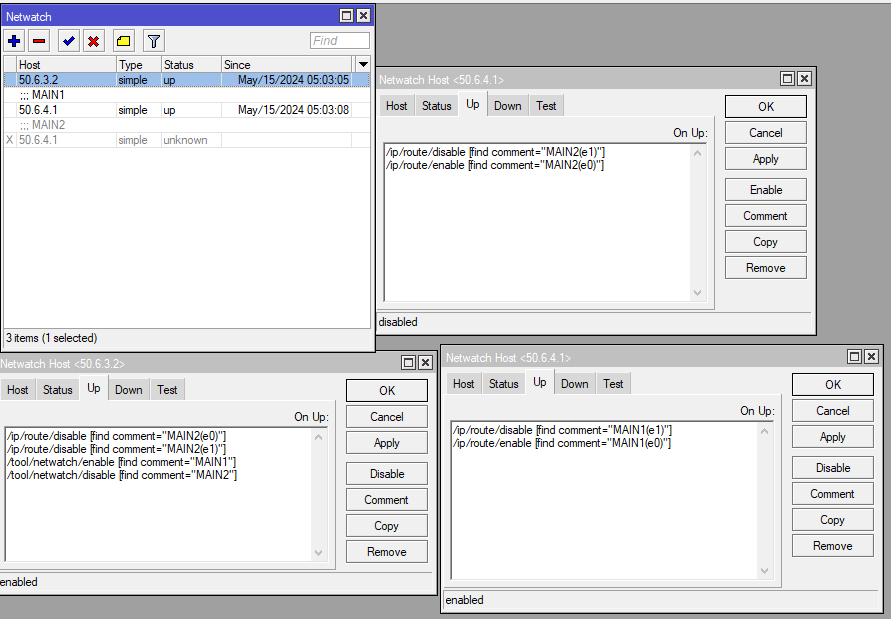 Netwatch
Find
Host Type Status Since
50.6.3.2 simple up May/15/2024 05:03:05
;;; MAIN1
50.6.4.1 simple up May/15/2024 05:03:08
;;; MAIN2
X 50.6.4.1 simple unknown
3 items (1 selected)
Netwatch Host <50.6.4.1>
Host Status Up Down Test
On Up:
/ip/route/disable [find comment="MAIN2(e1)"]
/ip/route/enable [find comment="MAIN2(e0)"]
OK
Cancel
Apply
Enable
Comment
Copy
Remove
disabled
Netwatch Host <50.6.3.2>
Host Status Up Down Test
On Up:
/ip/route/disable [find comment="MAIN2(e0)"]
/ip/route/disable [find comment="MAIN2(e1)"]
/tool/netwatch/enable [find comment="MAIN1"]
/tool/netwatch/disable [find comment="MAIN2"]
OK
Cancel
Apply
Disable
Comment
Copy
Remove
enabled
Netwatch Host <50.6.4.1>
Host Status Up Down Test
On Up:
/ip/route/disable [find comment="MAIN1(e1)"]
/ip/route/enable [find comment="MAIN1(e0)"]
OK
Cancel
Apply
Disable
Comment
Copy
Remove
enabled